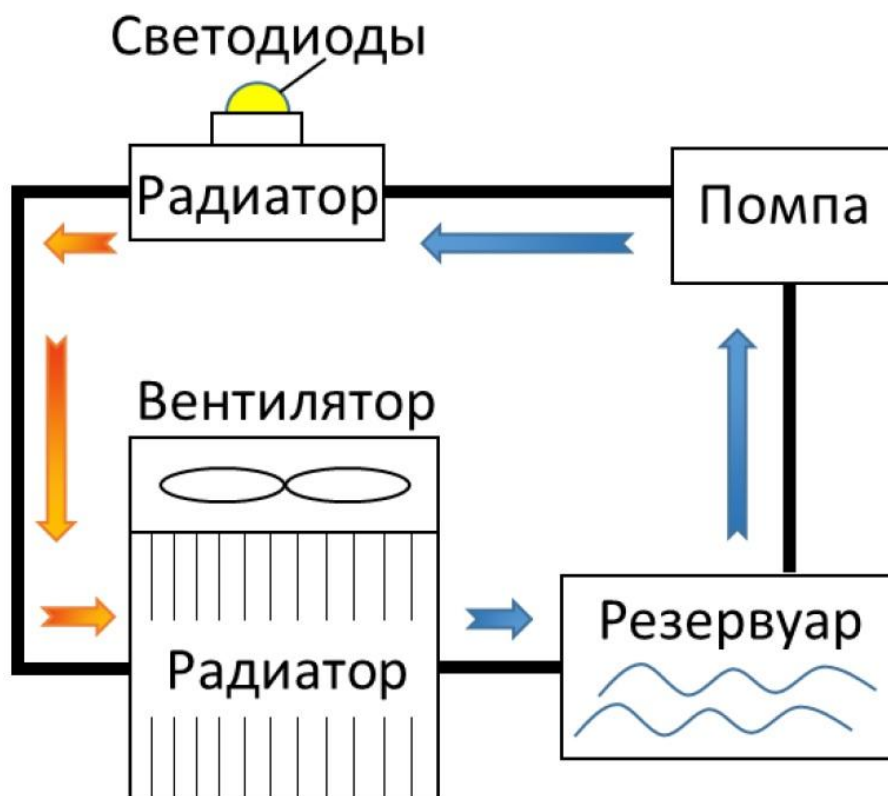 Светодиоды
Радиатор
Помпа
Вентилятор
Радиатор
Резервуар